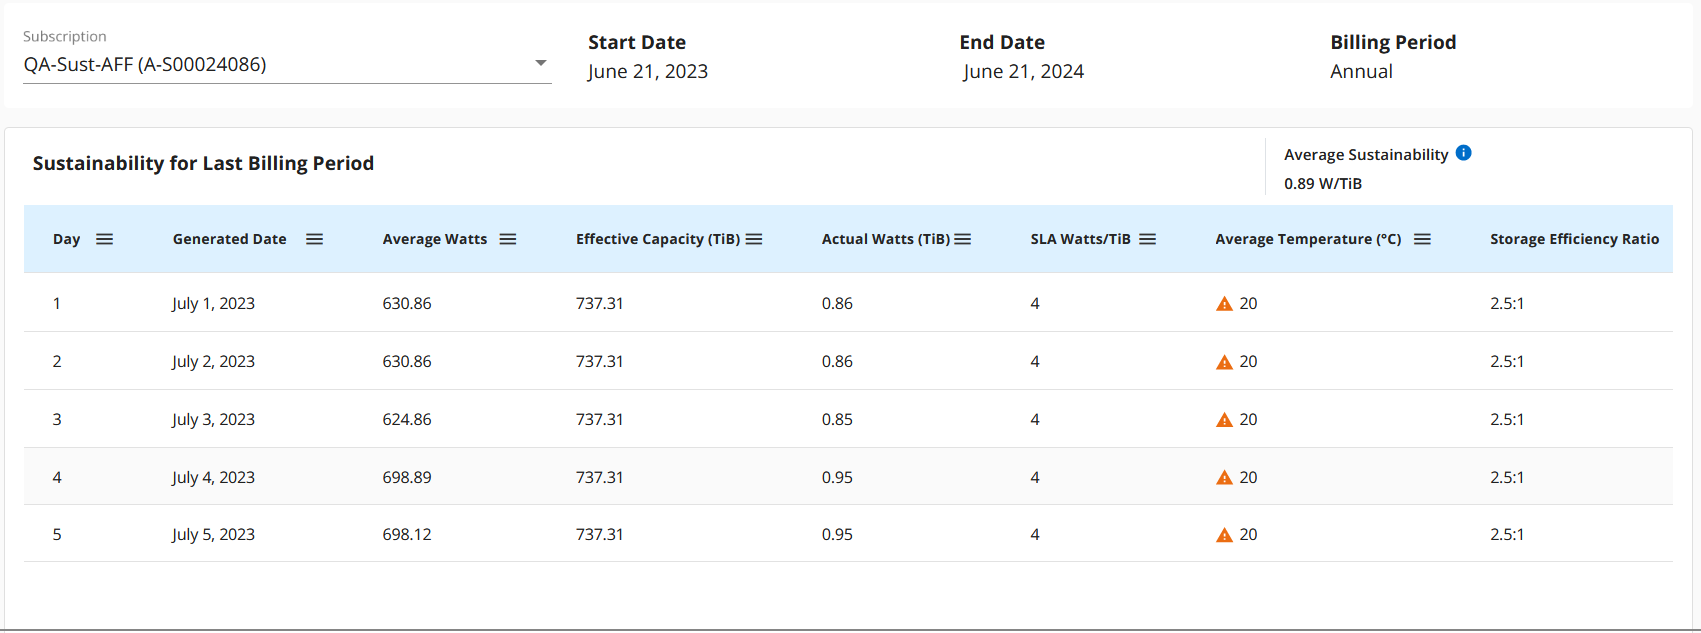 Subscription
QA-Sust-AFF (A-S00024086)
Start Date
June 21, 2023
End Date
June 21, 2024
Billing Period
Annual
Sustainability for Last Billing Period
Average Sustainability
0.89 W/TiB
Day Generated Date Average Watts Effective Capacity (TiB) Actual Watts (TiB) SLA Watts/TiB Average Temperature (°C) Storage Efficiency Ratio
1 July 1, 2023 630.86 737.31 0.86 4 20 2.5:1
2 July 2, 2023 630.86 737.31 0.86 4 20 2.5:1
3 July 3, 2023 624.86 737.31 0.85 4 20 2.5:1
4 July 4, 2023 698.89 737.31 0.95 4 20 2.5:1
5 July 5, 2023 698.12 737.31 0.95 4 20 2.5:1